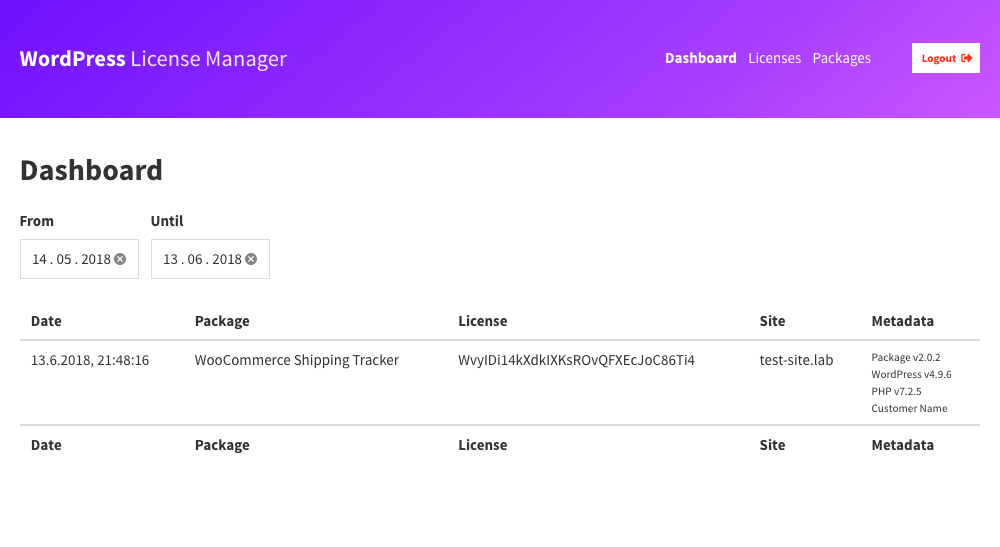 WordPress License Manager
Dashboard Licenses Packages Logout
Dashboard
From Until
14 . 05 . 2018 13 . 06 . 2018
Date Package License Site Metadata
13.6.2018, 21:48:16 WooCommerce Shipping Tracker WvyIDi14kXdkIXKsROvQFXEcJoC86Ti4 test-site.lab Package v2.0.2
WordPress v4.9.6
PHP v7.2.5
Customer Name
Date Package License Site Metadata